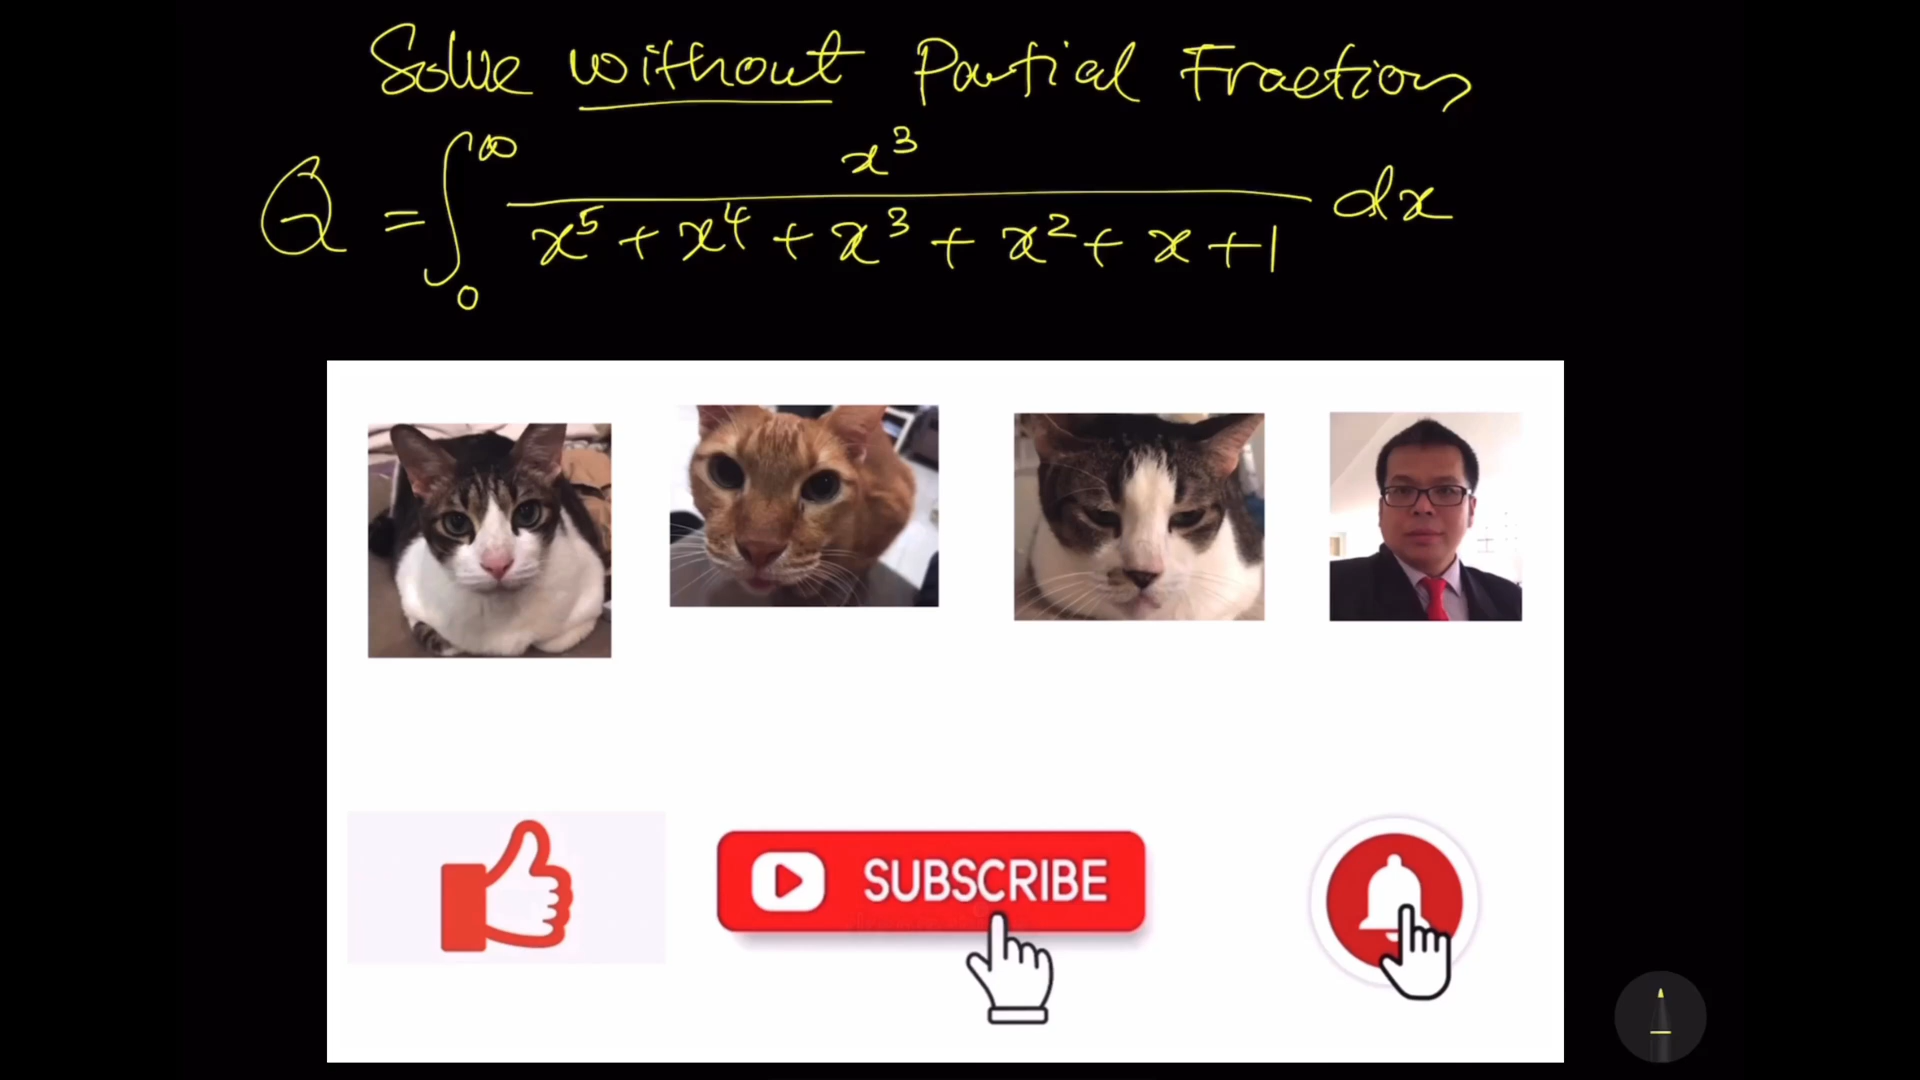 Solve without Partial Fractions
Q = ∫₀^∞ x³ / (x⁵ + x⁴ + x³ + x² + x + 1) dx
SUBSCRIBE